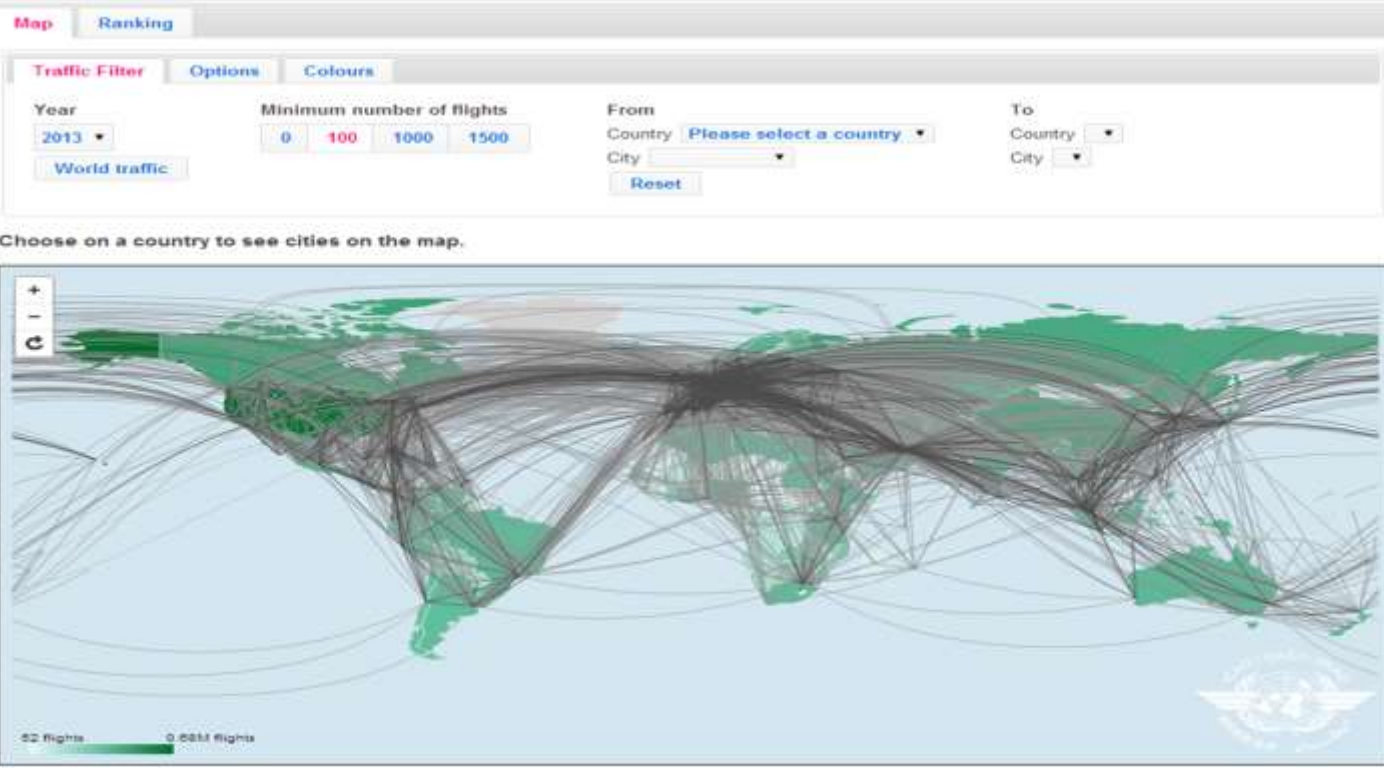 Map Ranking
Traffic Filter Options Colours
Year Minimum number of flights From To
2013 0 100 1000 1500 Country Please select a country Country
City City
World traffic Reset
Choose on a country to see cities on the map.
+
−
62 flights 0.68M flights